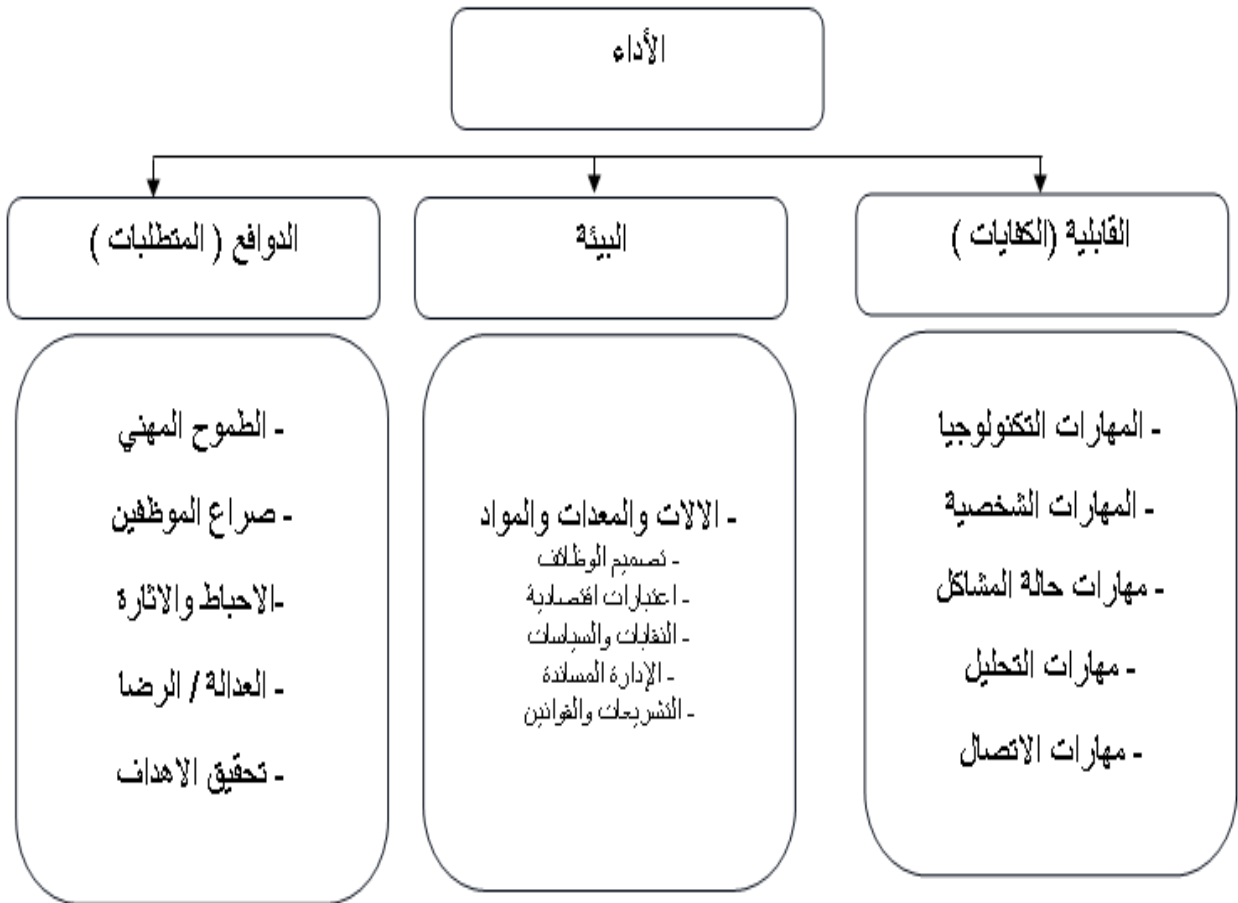 الأداء
القابلية (الكفايات )
البيئة
الدوافع ( المتطلبات )
- المهارات التكنولوجيا
- المهارات الشخصية
- مهارات حالة المشاكل
- مهارات التحليل
- مهارات الاتصال
- الالات والمعدات والمواد
- تصميم الوظائف
- اعتبارات اقتصادية
- النقابات والسياسات
- الإدارة المساندة
- التشريعات والقوانين
- الطموح المهني
- صراع الموظفين
-الاحباط والاثارة
- العدالة / الرضا
- تحقيق الاهداف